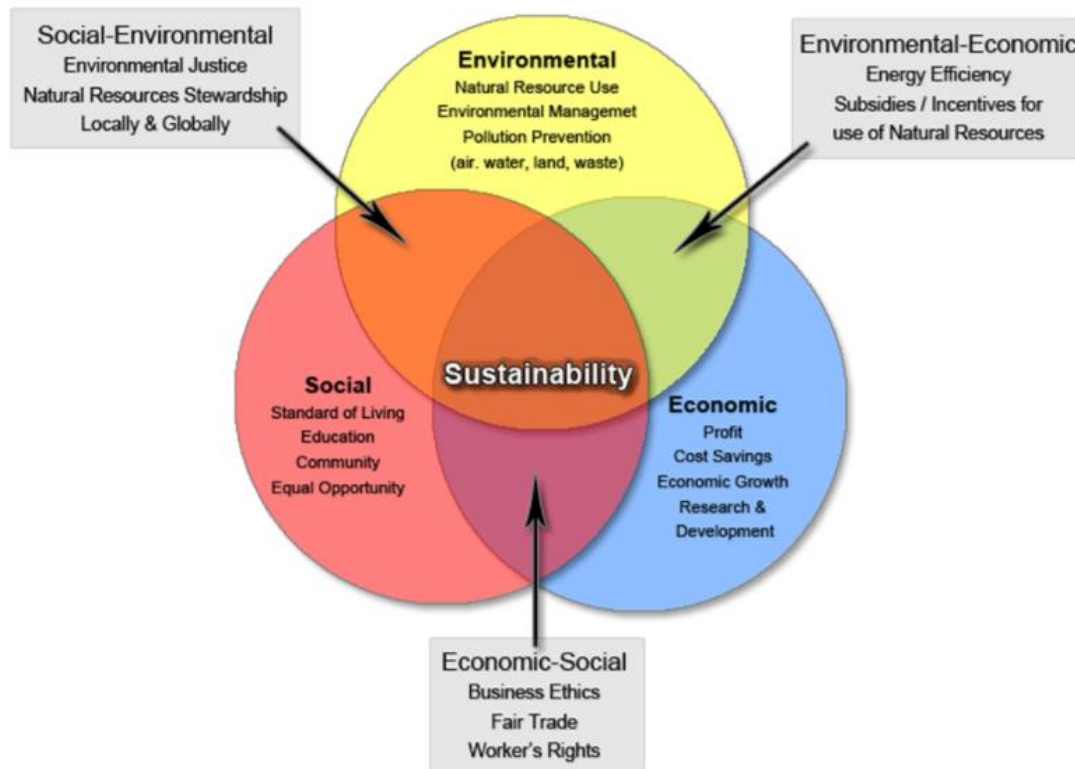 Social-Environmental
Environmental Justice
Natural Resources Stewardship
Locally & Globally
Environmental
Natural Resource Use
Environmental Managemet
Pollution Prevention
(air. water, land, waste)
Environmental-Economic
Energy Efficiency
Subsidies / Incentives for
use of Natural Resources
Sustainability
Social
Standard of Living
Education
Community
Equal Opportunity
Economic
Profit
Cost Savings
Economic Growth
Research &
Development
Economic-Social
Business Ethics
Fair Trade
Worker's Rights